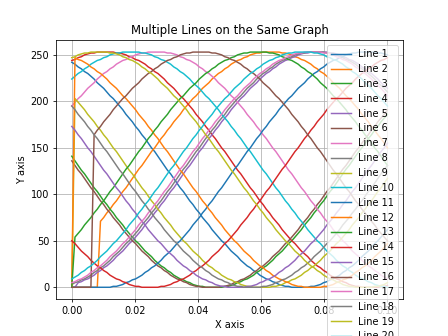 Multiple Lines on the Same Graph
250
200
150
100
50
0
Y axis
0.00
0.02
0.04
0.06
0.08
X axis
Line 1
Line 2
Line 3
Line 4
Line 5
Line 6
Line 7
Line 8
Line 9
Line 10
Line 11
Line 12
Line 13
Line 14
Line 15
Line 16
Line 17
Line 18
Line 19
Line 20